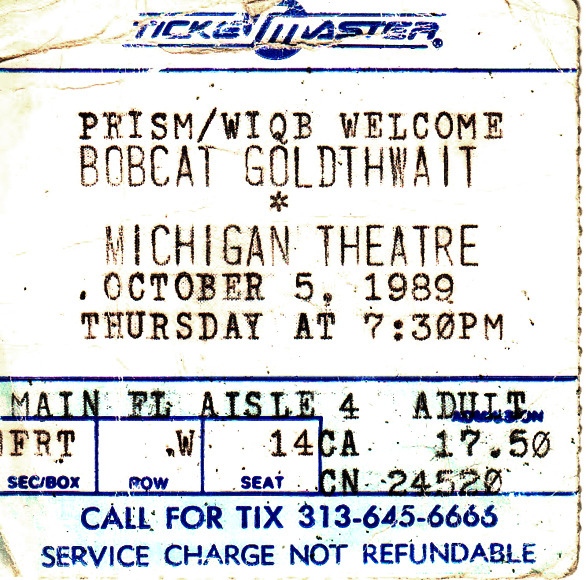 TICKETMASTER®
PRISM/WIQB WELCOME
BOBCAT GOLDTHWAIT
*
MICHIGAN THEATRE
.OCTOBER 5, 1989
THURSDAY AT 7:30PM
MAIN FL AISLE 4 ADULT
ADMISSION
.W 14 CA 17.50
SEC/BOX ROW SEAT
CN 24520
CALL FOR TIX 313-645-6666
SERVICE CHARGE NOT REFUNDABLE